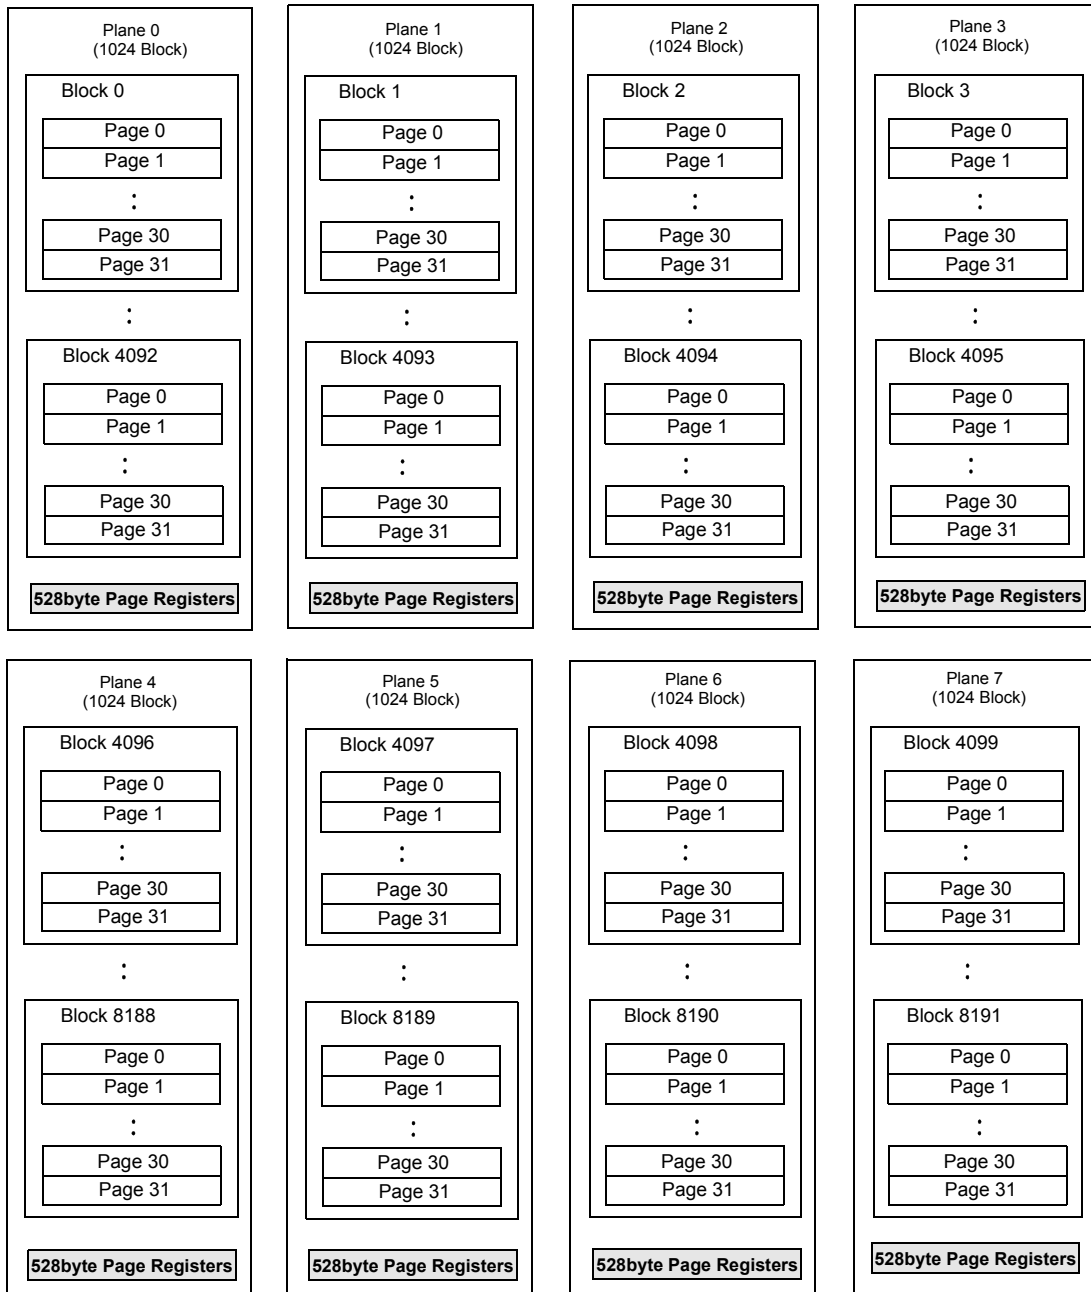 Plane 0
(1024 Block)
Block 0
Page 0
Page 1
:
Page 30
Page 31
:
Block 4092
Page 0
Page 1
:
Page 30
Page 31
528byte Page Registers
Plane 1
(1024 Block)
Block 1
Page 0
Page 1
:
Page 30
Page 31
:
Block 4093
Page 0
Page 1
:
Page 30
Page 31
528byte Page Registers
Plane 2
(1024 Block)
Block 2
Page 0
Page 1
:
Page 30
Page 31
:
Block 4094
Page 0
Page 1
:
Page 30
Page 31
528byte Page Registers
Plane 3
(1024 Block)
Block 3
Page 0
Page 1
:
Page 30
Page 31
:
Block 4095
Page 0
Page 1
:
Page 30
Page 31
528byte Page Registers
Plane 4
(1024 Block)
Block 4096
Page 0
Page 1
:
Page 30
Page 31
:
Block 8188
Page 0
Page 1
:
Page 30
Page 31
528byte Page Registers
Plane 5
(1024 Block)
Block 4097
Page 0
Page 1
:
Page 30
Page 31
:
Block 8189
Page 0
Page 1
:
Page 30
Page 31
528byte Page Registers
Plane 6
(1024 Block)
Block 4098
Page 0
Page 1
:
Page 30
Page 31
:
Block 8190
Page 0
Page 1
:
Page 30
Page 31
528byte Page Registers
Plane 7
(1024 Block)
Block 4099
Page 0
Page 1
:
Page 30
Page 31
:
Block 8191
Page 0
Page 1
:
Page 30
Page 31
528byte Page Registers